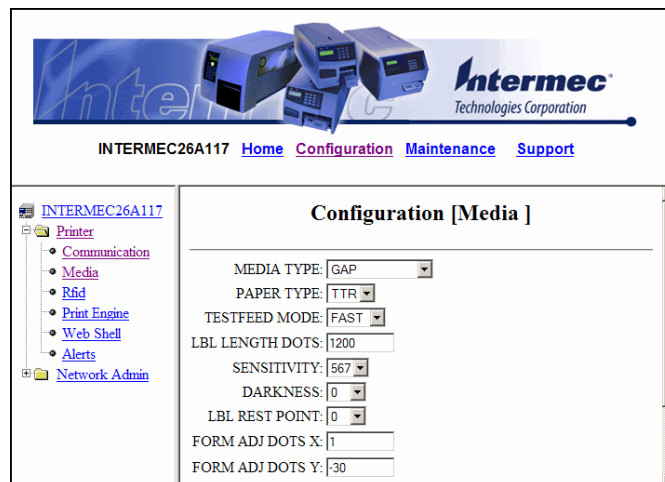 Intermec
Technologies Corporation
INTERMEC26A117 Home Configuration Maintenance Support
INTERMEC26A117
Printer
Communication
Media
Rfid
Print Engine
Web Shell
Alerts
Network Admin
Configuration [Media ]
MEDIA TYPE: GAP
PAPER TYPE: TTR
TESTFEED MODE: FAST
LBL LENGTH DOTS: 1200
SENSITIVITY: 567
DARKNESS: 0
LBL REST POINT: 0
FORM ADJ DOTS X: 1
FORM ADJ DOTS Y: -30